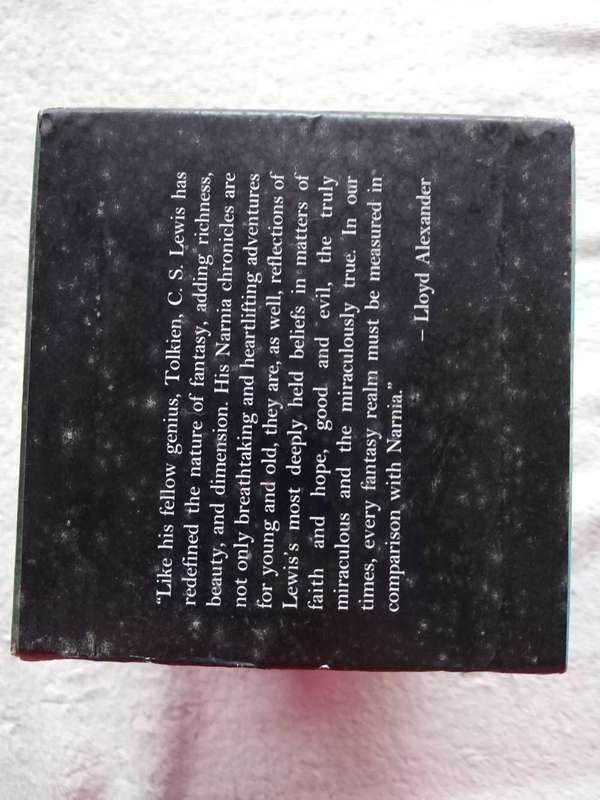 “Like his fellow genius, Tolkien, C. S. Lewis has
redefined the nature of fantasy, adding richness,
beauty, and dimension. His Narnia chronicles are
not only breathtaking and heartlifting adventures
for young and old, they are, as well, reflections of
Lewis's most deeply held beliefs in matters of
faith and hope, good and evil, the truly
miraculous and the miraculously true. In our
times, every fantasy realm must be measured in
comparison with Narnia.”
– Lloyd Alexander